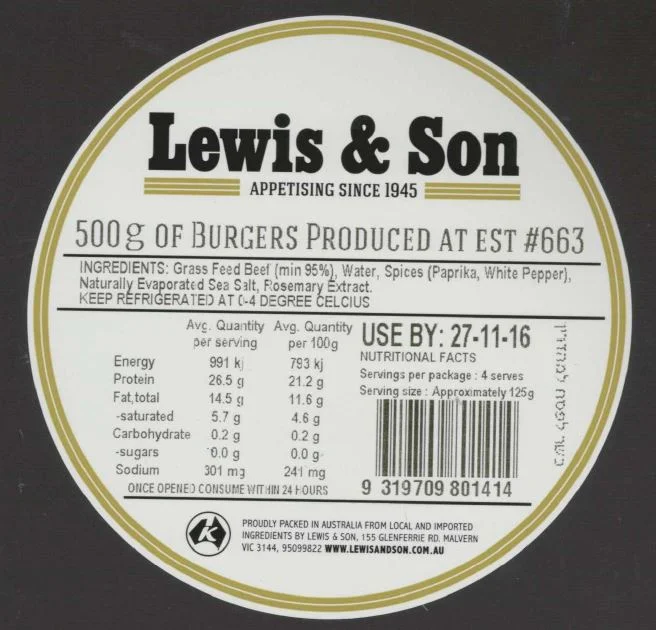 Lewis & Son
APPETISING SINCE 1945
500g OF BURGERS PRODUCED AT EST #663
INGREDIENTS: Grass Feed Beef (min 95%), Water, Spices (Paprika, White Pepper),
Naturally Evaporated Sea Salt, Rosemary Extract.
KEEP REFRIGERATED AT 0-4 DEGREE CELCIUS
Avg. Quantity per serving Avg. Quantity per 100g
Energy 991 kj 793 kj
Protein 26.5 g 21.2 g
Fat,total 14.5 g 11.6 g
-saturated 5.7 g 4.6 g
Carbohydrate 0.2 g 0.2 g
-sugars 0.0 g 0.0 g
Sodium 301 mg 241 mg
ONCE OPENED CONSUME WITHIN 24 HOURS
USE BY: 27-11-16
NUTRITIONAL FACTS
Servings per package : 4 serves
Serving size : Approximately 125g
9 319709 801414
K
PROUDLY PACKED IN AUSTRALIA FROM LOCAL AND IMPORTED
INGREDIENTS BY LEWIS & SON, 155 GLENFERRIE RD. MALVERN
VIC 3144, 95099822 WWW.LEWISANDSON.COM.AU